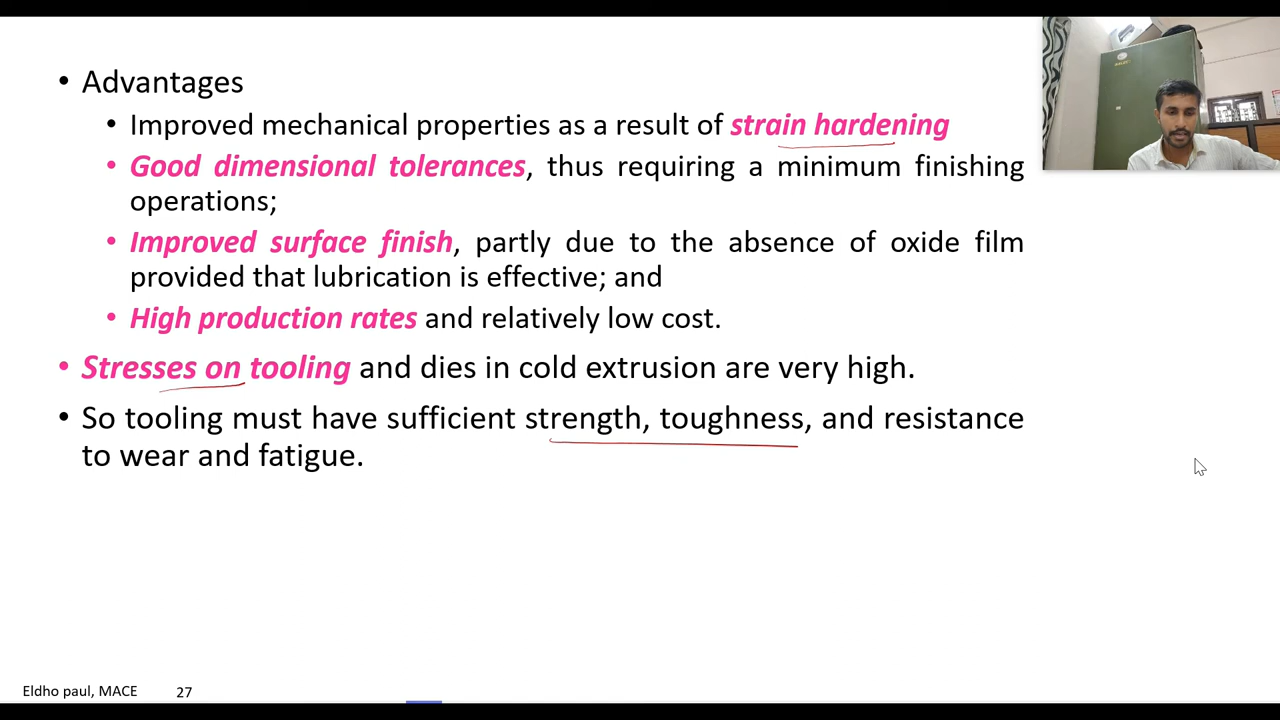 • Advantages
• Improved mechanical properties as a result of strain hardening
• Good dimensional tolerances, thus requiring a minimum finishing
operations;
• Improved surface finish, partly due to the absence of oxide film
provided that lubrication is effective; and
• High production rates and relatively low cost.
• Stresses on tooling and dies in cold extrusion are very high.
• So tooling must have sufficient strength, toughness, and resistance
to wear and fatigue.
Eldho paul, MACE 27